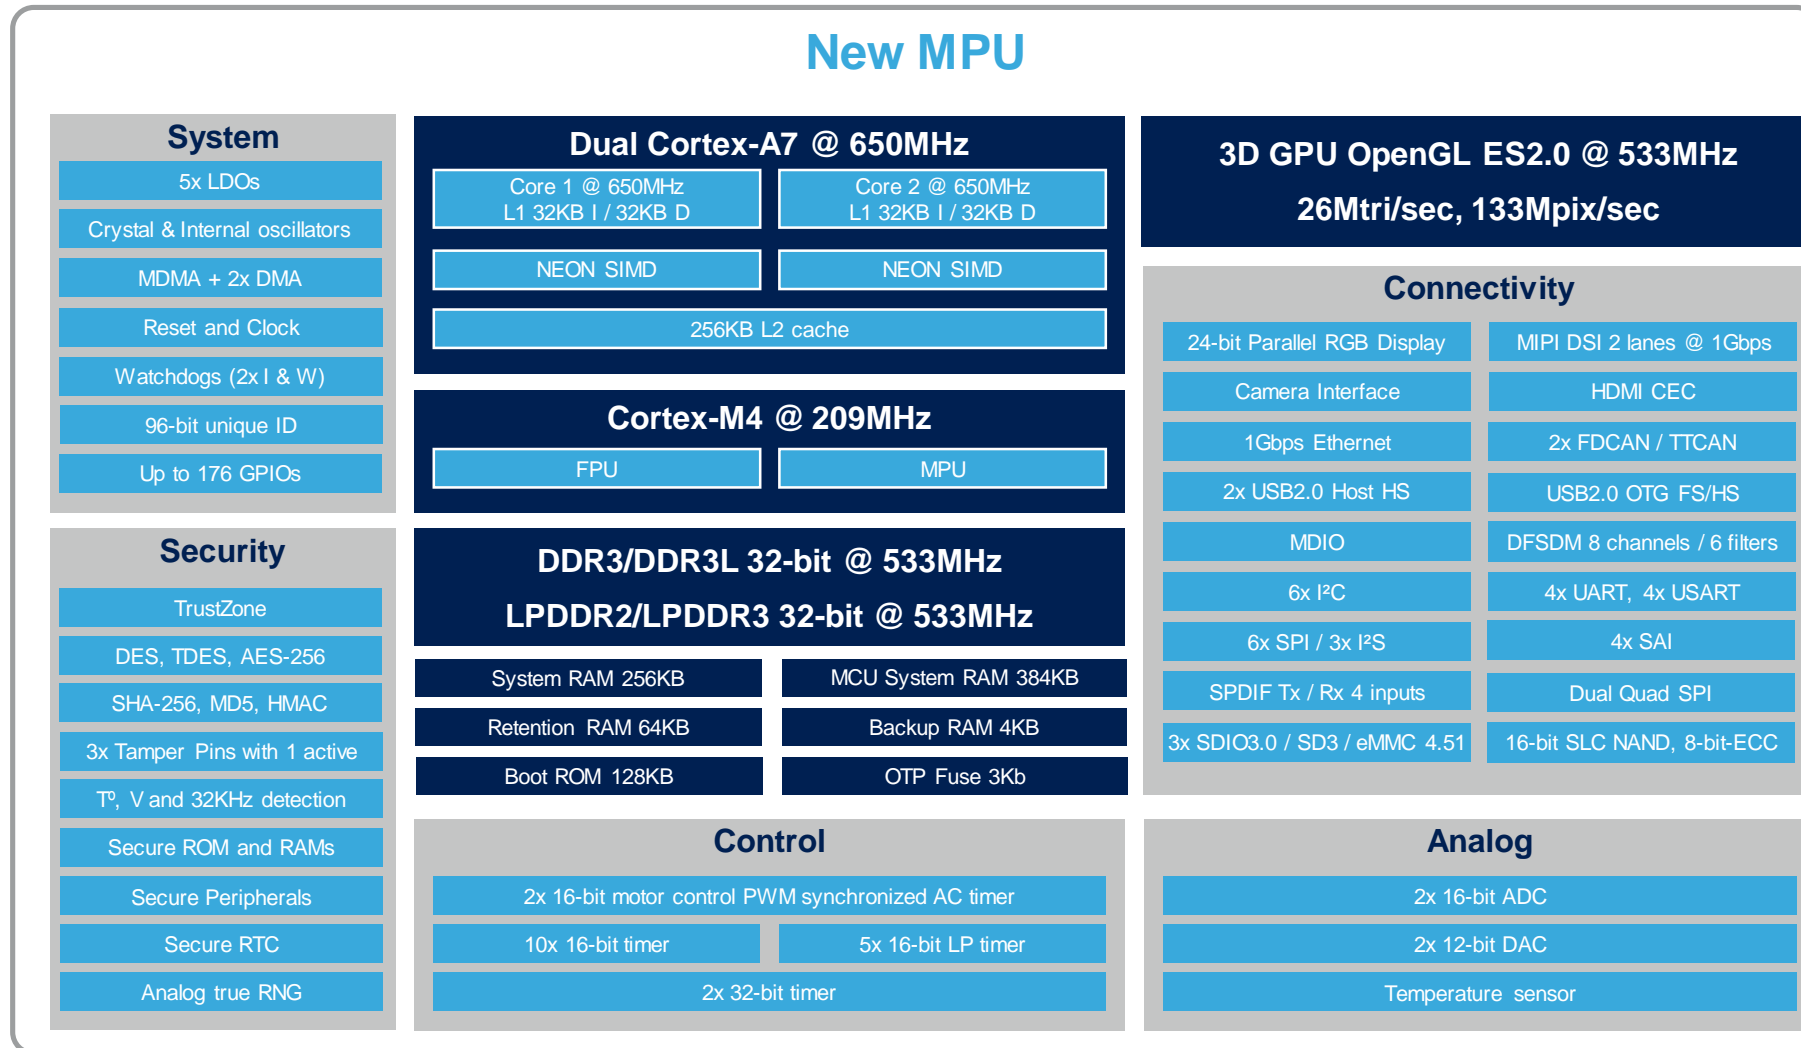 New MPU
System
5x LDOs
Crystal & Internal oscillators
MDMA + 2x DMA
Reset and Clock
Watchdogs (2x I & W)
96-bit unique ID
Up to 176 GPIOs
Security
TrustZone
DES, TDES, AES-256
SHA-256, MD5, HMAC
3x Tamper Pins with 1 active
Tº, V and 32KHz detection
Secure ROM and RAMs
Secure Peripherals
Secure RTC
Analog true RNG
Dual Cortex-A7 @ 650MHz
Core 1 @ 650MHz
L1 32KB I / 32KB D
Core 2 @ 650MHz
L1 32KB I / 32KB D
NEON SIMD
NEON SIMD
256KB L2 cache
Cortex-M4 @ 209MHz
FPU
MPU
DDR3/DDR3L 32-bit @ 533MHz
LPDDR2/LPDDR3 32-bit @ 533MHz
System RAM 256KB
MCU System RAM 384KB
Retention RAM 64KB
Backup RAM 4KB
Boot ROM 128KB
OTP Fuse 3Kb
Control
2x 16-bit motor control PWM synchronized AC timer
10x 16-bit timer
5x 16-bit LP timer
2x 32-bit timer
3D GPU OpenGL ES2.0 @ 533MHz
26Mtri/sec, 133Mpix/sec
Connectivity
24-bit Parallel RGB Display
MIPI DSI 2 lanes @ 1Gbps
Camera Interface
HDMI CEC
1Gbps Ethernet
2x FDCAN / TTCAN
2x USB2.0 Host HS
USB2.0 OTG FS/HS
MDIO
DFSDM 8 channels / 6 filters
6x I²C
4x UART, 4x USART
6x SPI / 3x I²S
4x SAI
SPDIF Tx / Rx 4 inputs
Dual Quad SPI
3x SDIO3.0 / SD3 / eMMC 4.51
16-bit SLC NAND, 8-bit-ECC
Analog
2x 16-bit ADC
2x 12-bit DAC
Temperature sensor